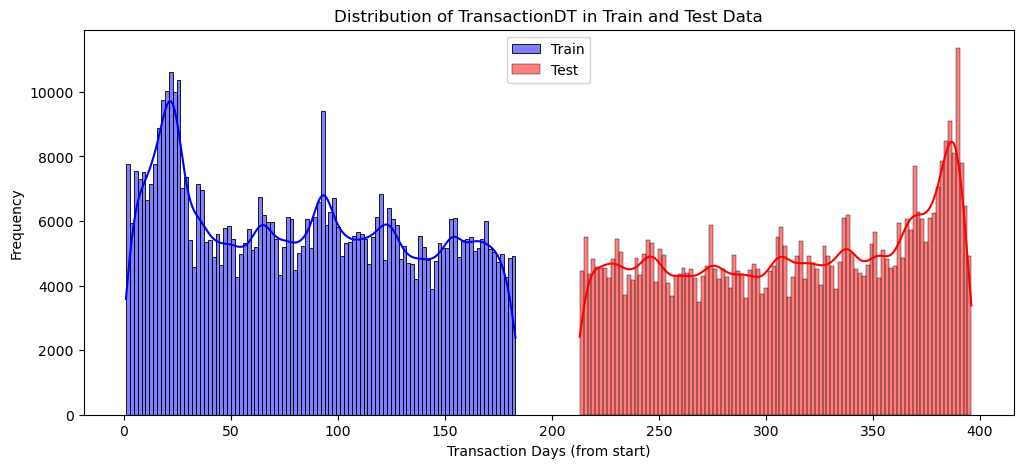 Distribution of TransactionDT in Train and Test Data
Train
Test
10000
8000
6000
4000
2000
0
Frequency
0 50 100 150 200 250 300 350 400
Transaction Days (from start)